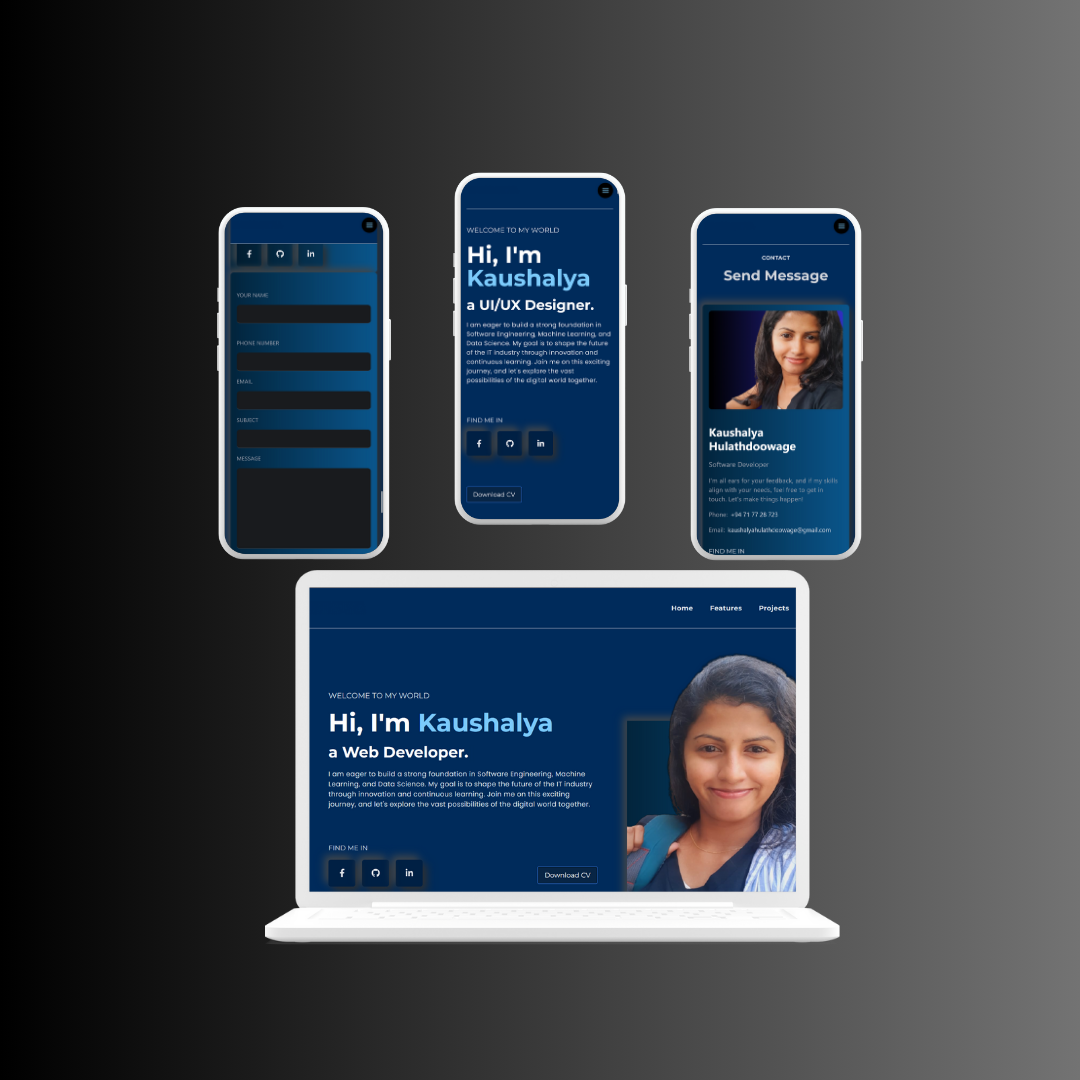 YOUR NAME
PHONE NUMBER
EMAIL
SUBJECT
MESSAGE
WELCOME TO MY WORLD
Hi, I'm
Kaushalya
a UI/UX Designer.
I am eager to build a strong foundation in
Software Engineering, Machine Learning, and
Data Science. My goal is to shape the future
of the IT industry through innovation and
continuous learning. Join me on this exciting
journey, and let's explore the vast
possibilities of the digital world together.
FIND ME IN
Download CV
CONTACT
Send Message
Kaushalya
Hulathdoowage
Software Developer
I'm all ears for your feedback, and if my skills
align with your needs, feel free to get in
touch. Let's make things happen!
Phone: +94 71 77 26 723
Email: kaushalyahulathdoowage@gmail.com
FIND ME IN
Home Features Projects
WELCOME TO MY WORLD
Hi, I'm Kaushalya
a Web Developer.
I am eager to build a strong foundation in Software Engineering, Machine
Learning, and Data Science. My goal is to shape the future of the IT industry
through innovation and continuous learning. Join me on this exciting
journey, and let's explore the vast possibilities of the digital world together.
FIND ME IN
Download CV